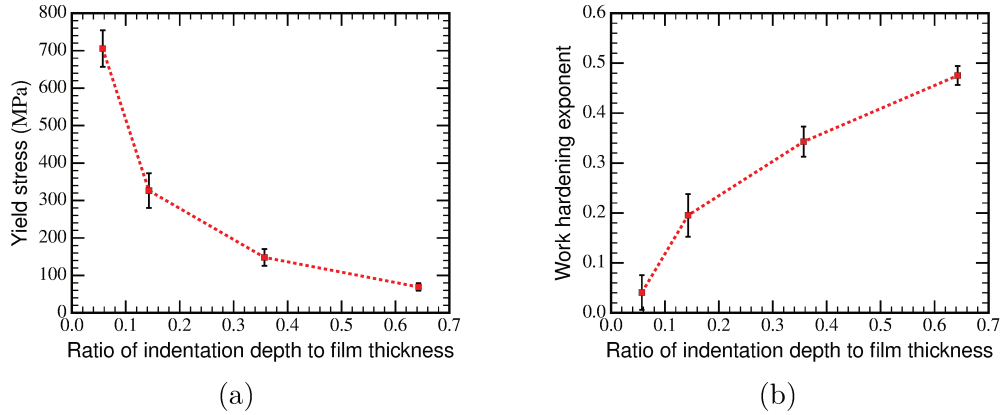 800
700
600
500
400
300
200
100
0
Yield stress (MPa)
0.0 0.1 0.2 0.3 0.4 0.5 0.6 0.7
Ratio of indentation depth to film thickness
(a)
0.6
0.5
0.4
0.3
0.2
0.1
0.0
Work hardening exponent
0.0 0.1 0.2 0.3 0.4 0.5 0.6 0.7
Ratio of indentation depth to film thickness
(b)